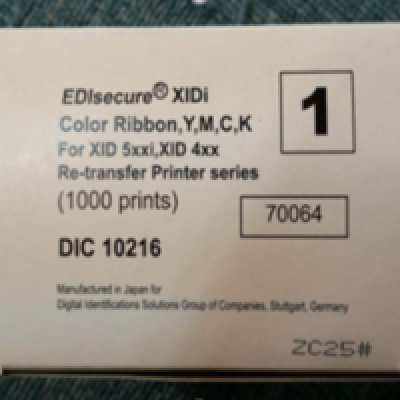 EDIsecure® XIDi
1
Color Ribbon,Y,M,C,K
For XID 5xxi,XID 4xx
Re-transfer Printer series
(1000 prints)
70064
DIC 10216
Manufactured in Japan for
Digital Identifications Solutions Group of Companies, Stuttgart, Germany
ZC25#